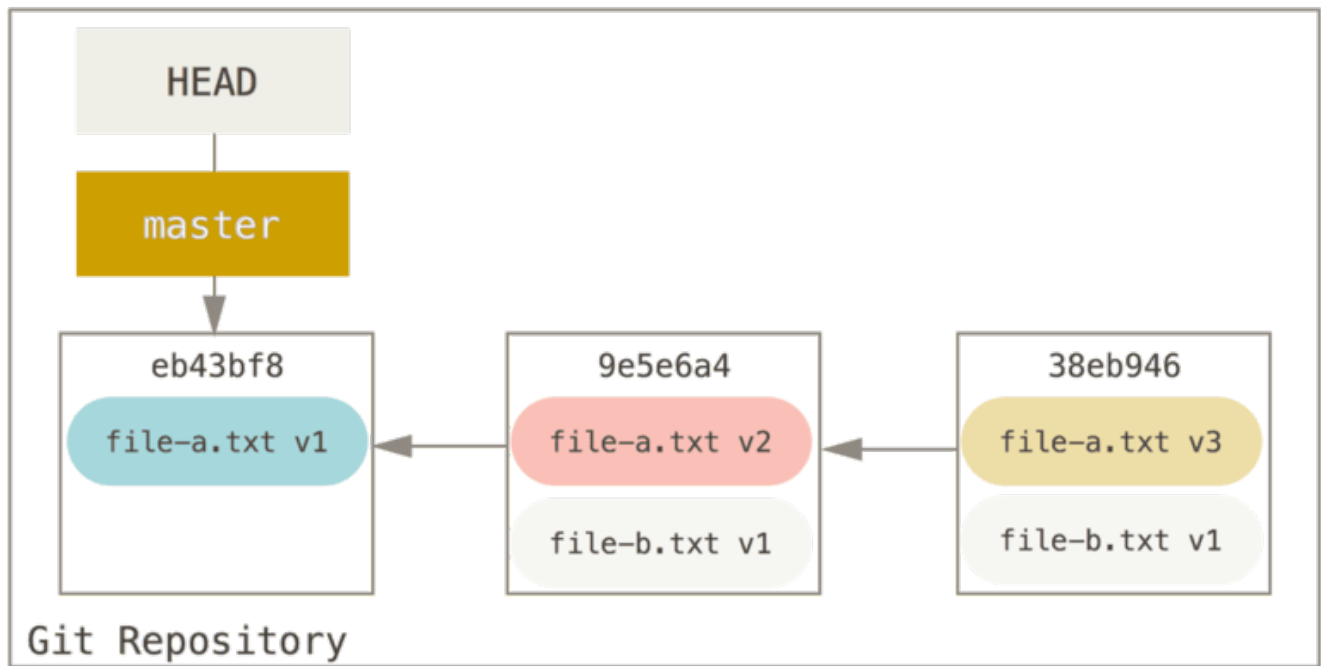 HEAD
master
eb43bf8
file-a.txt v1
9e5e6a4
file-a.txt v2
file-b.txt v1
38eb946
file-a.txt v3
file-b.txt v1
Git Repository